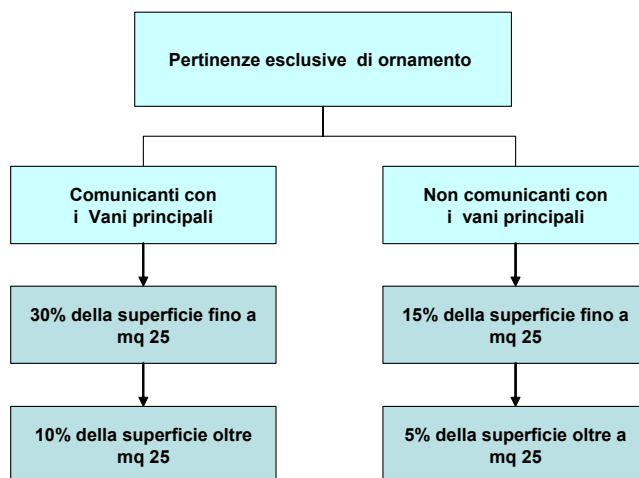 Pertinenze esclusive di ornamento
Comunicanti con
i Vani principali
Non comunicanti con
i vani principali
30% della superficie fino a
mq 25
15% della superficie fino a
mq 25
10% della superficie oltre
mq 25
5% della superficie oltre a
mq 25